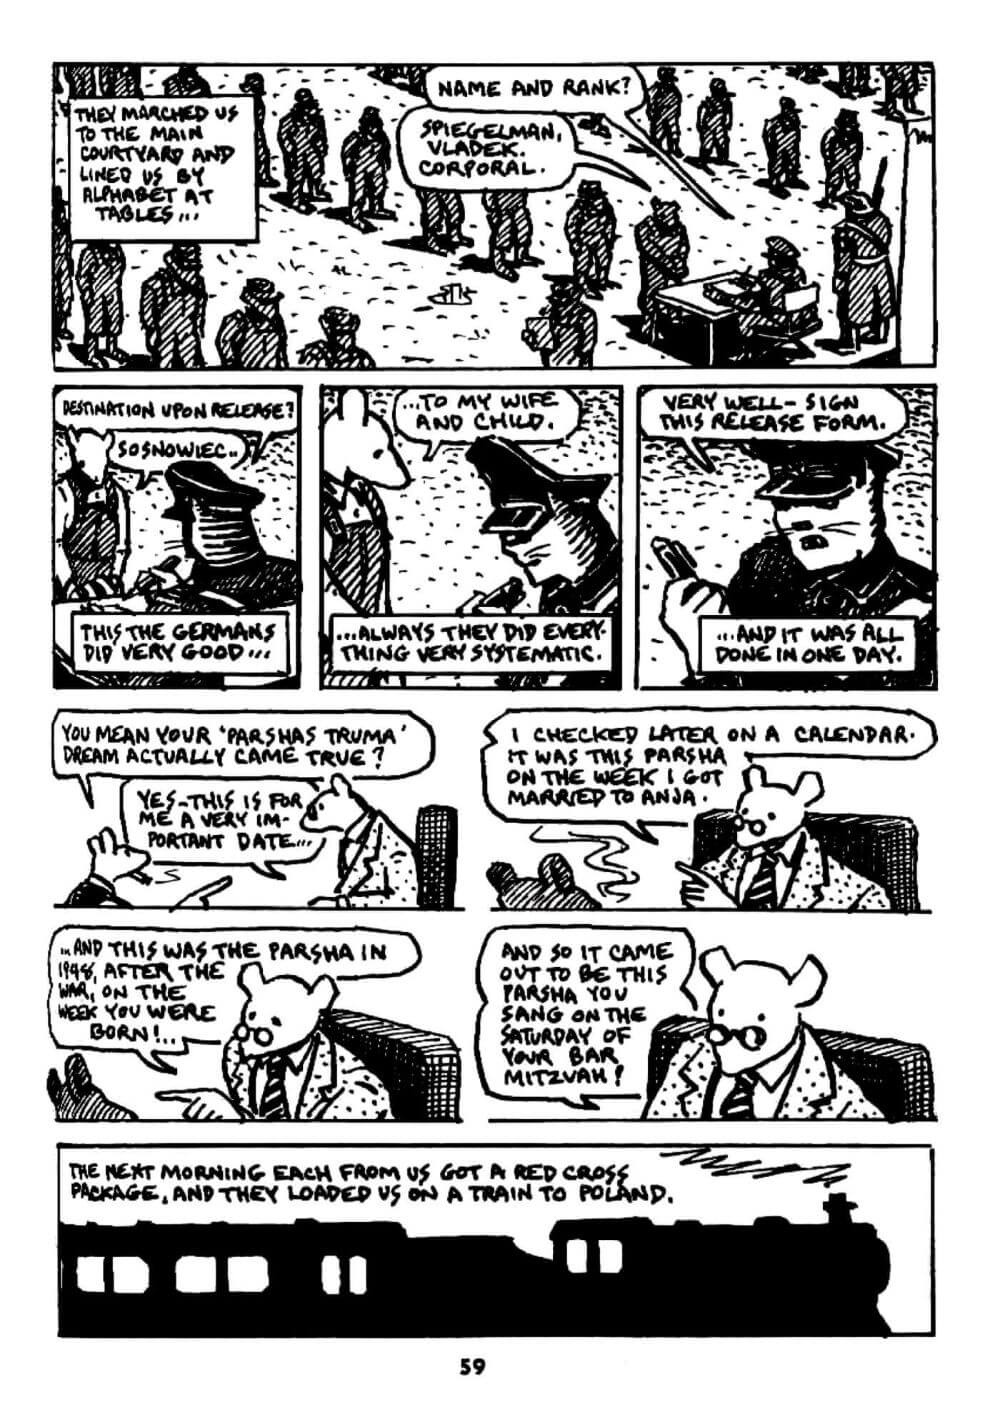 THEY MARCHED US
TO THE MAIN
COURTYARD AND
LINED US BY
ALPHABET AT
TABLES...
NAME AND RANK?
SPIEGELMAN,
VLADEK.
CORPORAL.
DESTINATION UPON RELEASE?
SOSNOWIEC..
THIS THE GERMANS
DID VERY GOOD...
...TO MY WIFE
AND CHILD.
...ALWAYS THEY DID EVERY-
THING VERY SYSTEMATIC.
VERY WELL- SIGN
THIS RELEASE FORM.
...AND IT WAS ALL
DONE IN ONE DAY.
YOU MEAN YOUR 'PARSHAS TRUMA'
DREAM ACTUALLY CAME TRUE?
YES-THIS IS FOR
ME A VERY IM-
PORTANT DATE...
I CHECKED LATER ON A CALENDAR.
IT WAS THIS PARSHA
ON THE WEEK I GOT
MARRIED TO ANJA.
...AND THIS WAS THE PARSHA IN
1948, AFTER THE
WAR, ON THE
WEEK YOU WERE
BORN!...
AND SO IT CAME
OUT TO BE THIS
PARSHA YOU
SANG ON THE
SATURDAY OF
YOUR BAR
MITZVAH!
THE NEXT MORNING EACH FROM US GOT A RED CROSS
PACKAGE, AND THEY LOADED US ON A TRAIN TO POLAND.
59